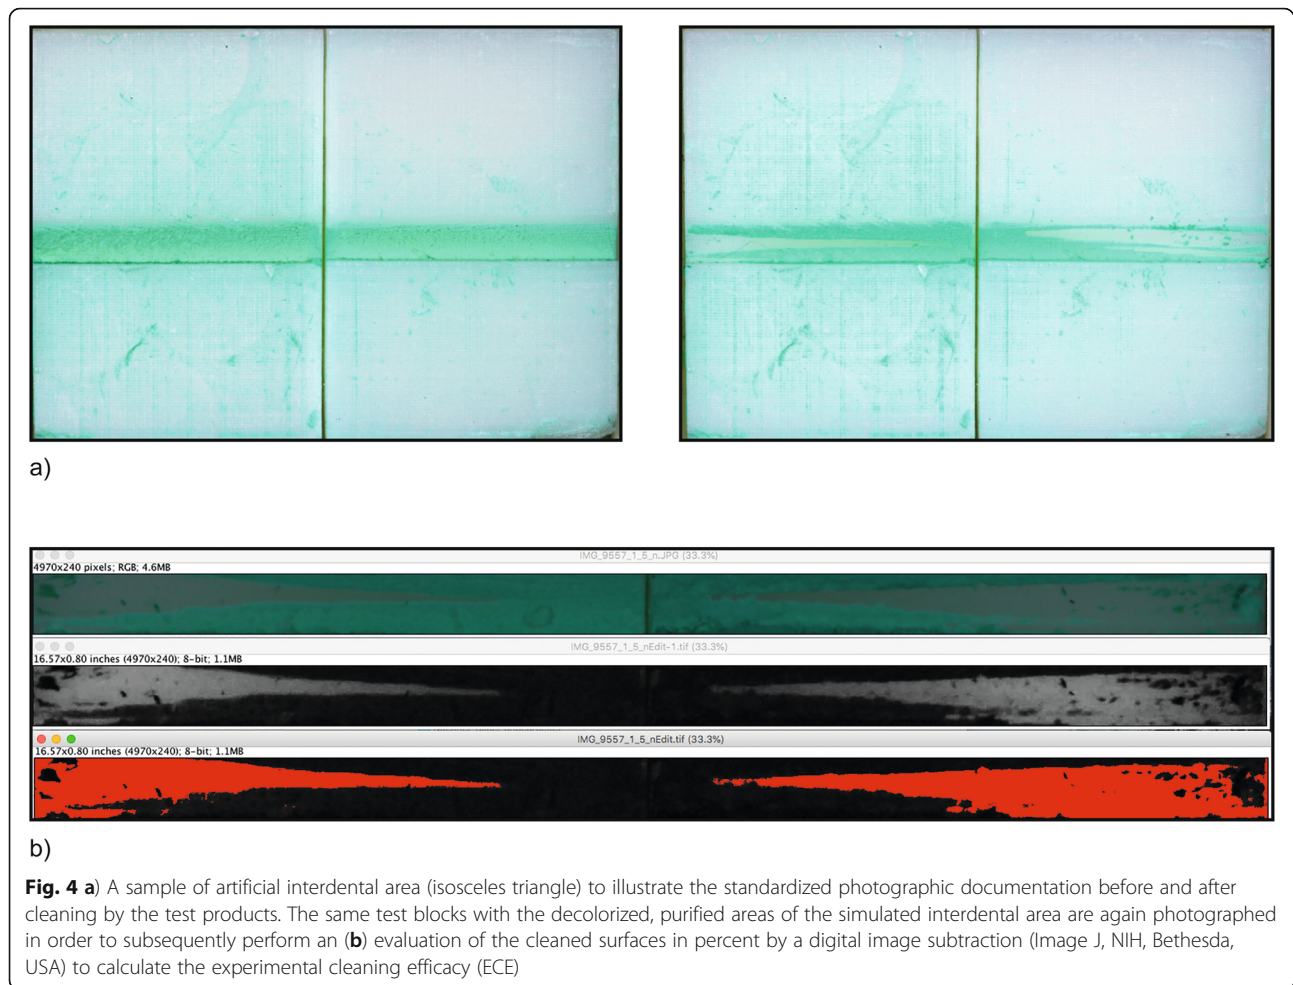 a)
IMG_9557_1_5_n.JPG (33.3%)
4970x240 pixels; RGB; 4.6MB
IMG_9557_1_5_nEdit-1.tif (33.3%)
16.57x0.80 inches (4970x240); 8-bit; 1.1MB
IMG_9557_1_5_nEdit.tif (33.3%)
16.57x0.80 inches (4970x240); 8-bit; 1.1MB
b)
Fig. 4 a) A sample of artificial interdental area (isosceles triangle) to illustrate the standardized photographic documentation before and after
cleaning by the test products. The same test blocks with the decolorized, purified areas of the simulated interdental area are again photographed
in order to subsequently perform an (b) evaluation of the cleaned surfaces in percent by a digital image subtraction (Image J, NIH, Bethesda,
USA) to calculate the experimental cleaning efficacy (ECE)